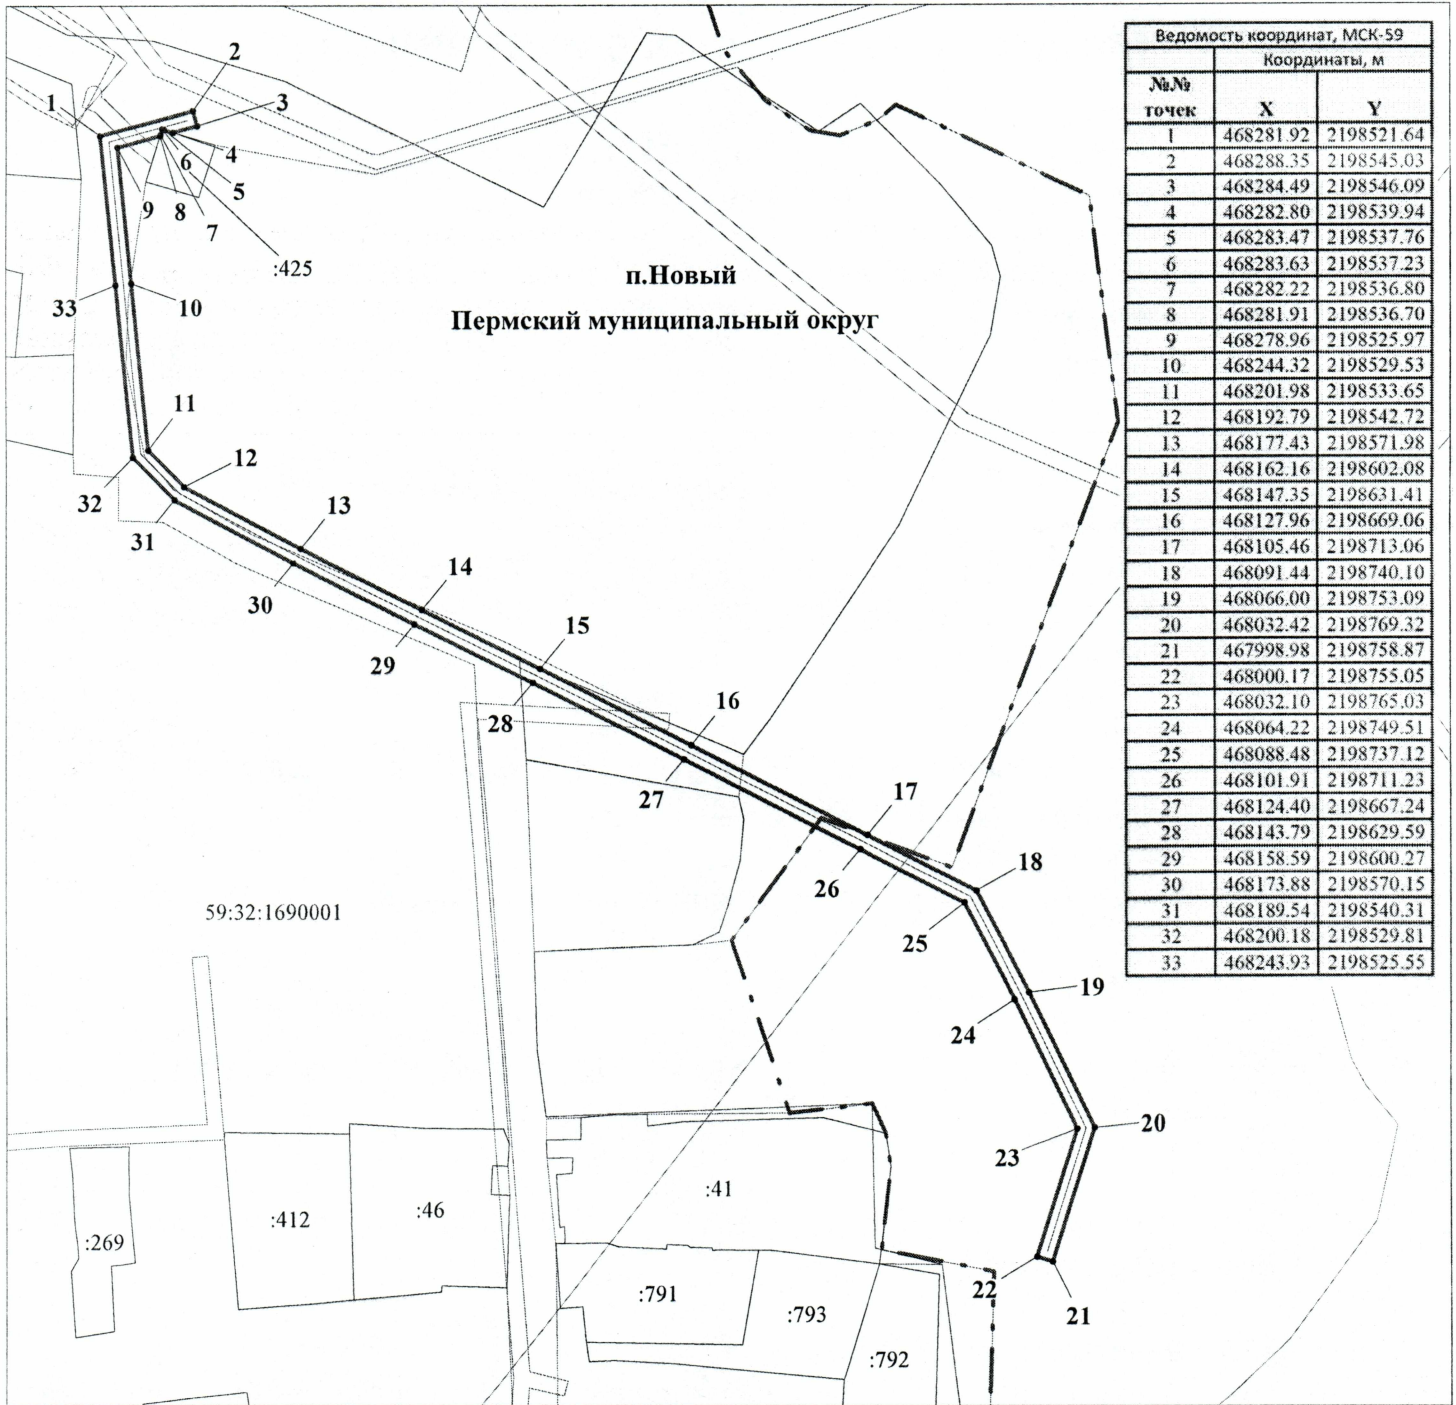 Ведомость координат, МСК-59
Координаты, м
№№ точек X Y
1 468281.92 2198521.64
2 468288.35 2198545.03
3 468284.49 2198546.09
4 468282.80 2198539.94
5 468283.47 2198537.76
6 468283.63 2198537.23
7 468282.22 2198536.80
8 468281.91 2198536.70
9 468278.96 2198525.97
10 468244.32 2198529.53
11 468201.98 2198533.65
12 468192.79 2198542.72
13 468177.43 2198571.98
14 468162.16 2198602.08
15 468147.35 2198631.41
16 468127.96 2198669.06
17 468105.46 2198713.06
18 468091.44 2198740.10
19 468066.00 2198753.09
20 468032.42 2198769.32
21 467998.98 2198758.87
22 468000.17 2198755.05
23 468032.10 2198765.03
24 468064.22 2198749.51
25 468088.48 2198737.12
26 468101.91 2198711.23
27 468124.40 2198667.24
28 468143.79 2198629.59
29 468158.59 2198600.27
30 468173.88 2198570.15
31 468189.54 2198540.31
32 468200.18 2198529.81
33 468243.93 2198525.55
2
1
3
4
6
5
9
8
7
:425
п.Новый
Пермский муниципальный округ
33
10
11
12
32
31
13
14
30
15
29
16
28
27
17
26
18
25
59:32:1690001
19
24
20
23
:41
:46
:412
:269
22
21
:791
:793
:792